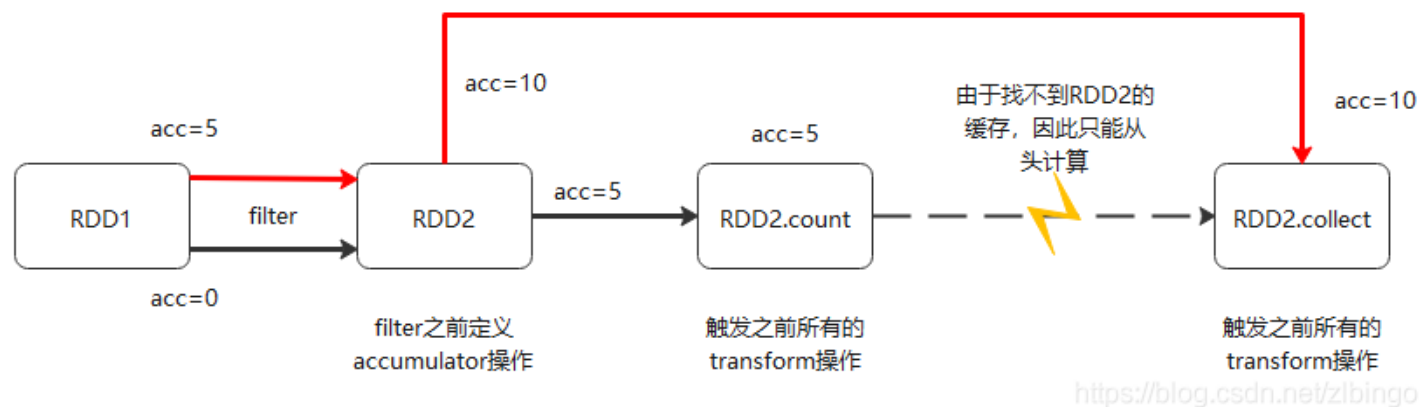 acc=10
由于找不到RDD2的
缓存，因此只能从
头计算
acc=10
acc=5
acc=5
RDD1
filter
RDD2
acc=5
RDD2.count
RDD2.collect
acc=0
filter之前定义
accumulator操作
触发之前所有的
transform操作
触发之前所有的
transform操作
https://blog.csdn.net/zlbingo